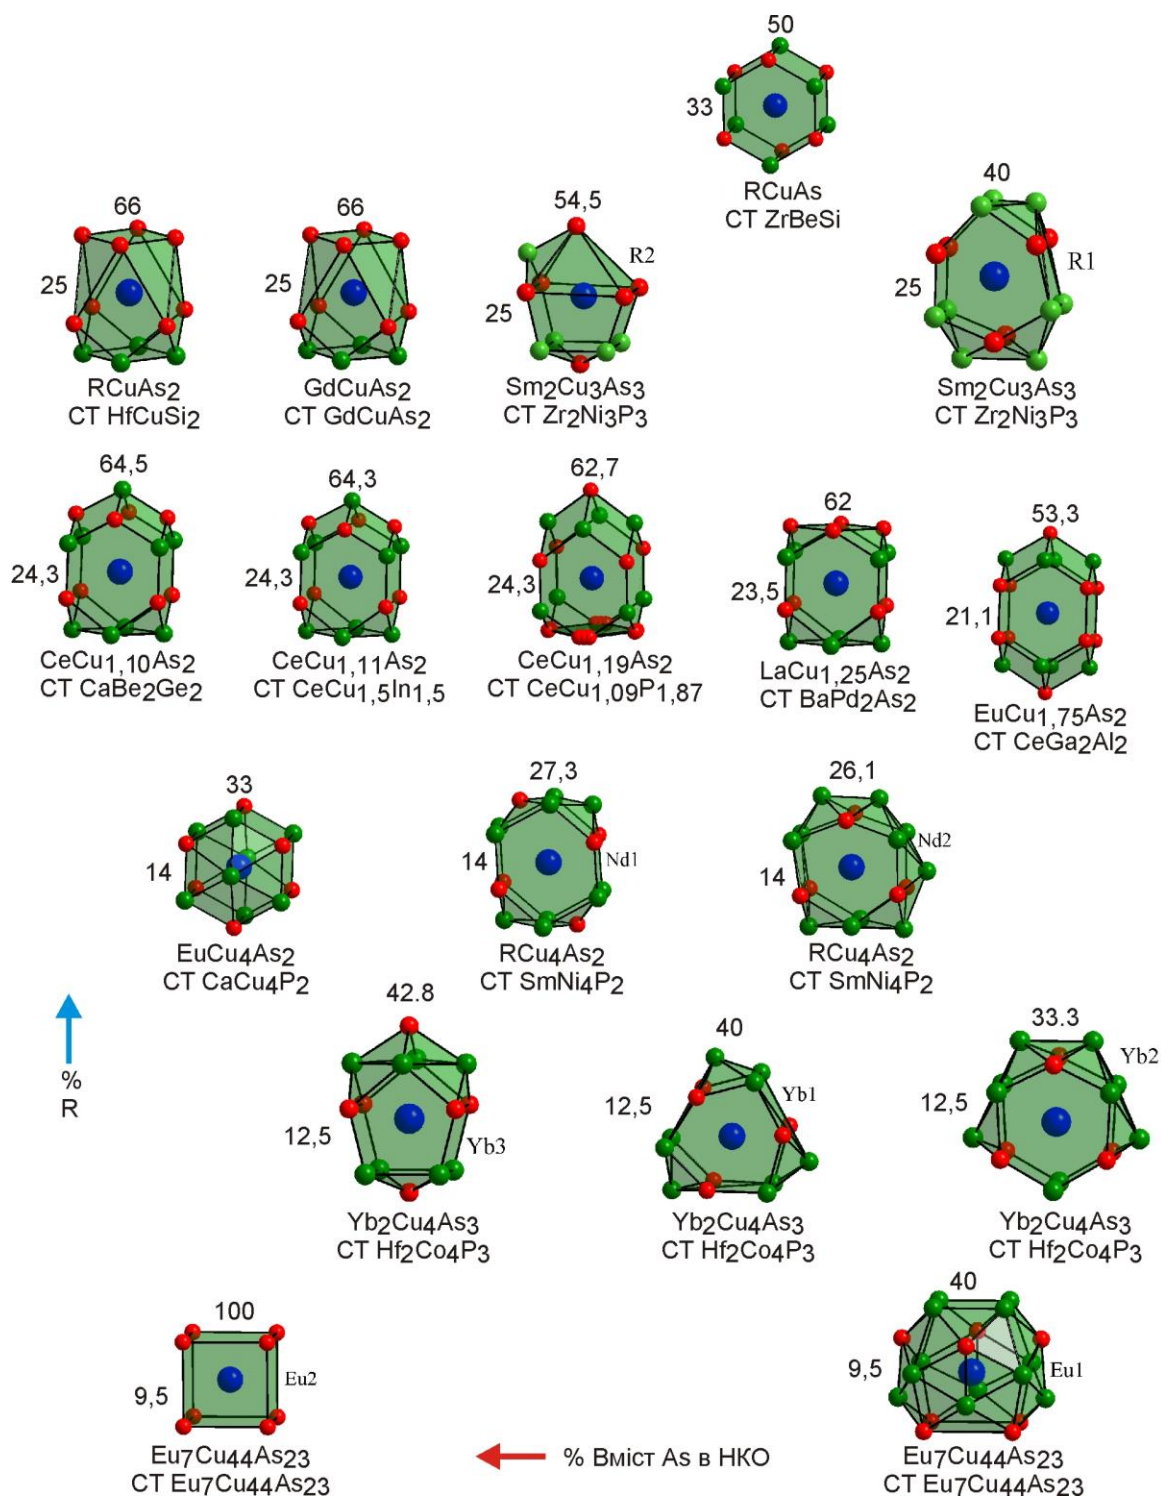 50
33
RCuAs
CT ZrBeSi
66
25
RCuAs2
CT HfCuSi2
66
25
GdCuAs2
CT GdCuAs2
54,5
R2
25
Sm2Cu3As3
CT Zr2Ni3P3
40
R1
25
Sm2Cu3As3
CT Zr2Ni3P3
64,5
24,3
CeCu1,10As2
CT CaBe2Ge2
64,3
24,3
CeCu1,11As2
CT CeCu1,5In1,5
62,7
24,3
CeCu1,19As2
CT CeCu1,09P1,87
62
23,5
LaCu1,25As2
CT BaPd2As2
53,3
21,1
EuCu1,75As2
CT CeGa2Al2
33
14
EuCu4As2
CT CaCu4P2
27,3
14
Nd1
RCu4As2
CT SmNi4P2
26,1
Nd2
14
RCu4As2
CT SmNi4P2
%
R
42.8
12,5
Yb3
Yb2Cu4As3
CT Hf2Co4P3
40
Yb1
12,5
Yb2Cu4As3
CT Hf2Co4P3
33.3
Yb2
12,5
Yb2Cu4As3
CT Hf2Co4P3
100
Eu2
9,5
Eu7Cu44As23
CT Eu7Cu44As23
% Вміст As в НКО
40
9,5
Eu1
Eu7Cu44As23
CT Eu7Cu44As23